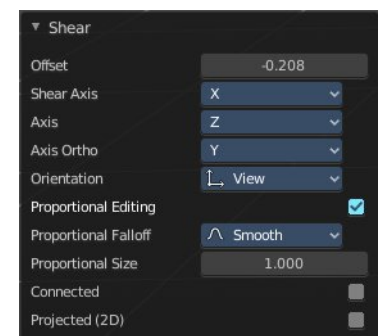 Shear
Offset -0.208
Shear Axis X
Axis Z
Axis Ortho Y
Orientation View
Proportional Editing
Proportional Falloff Smooth
Proportional Size 1.000
Connected
Projected (2D)